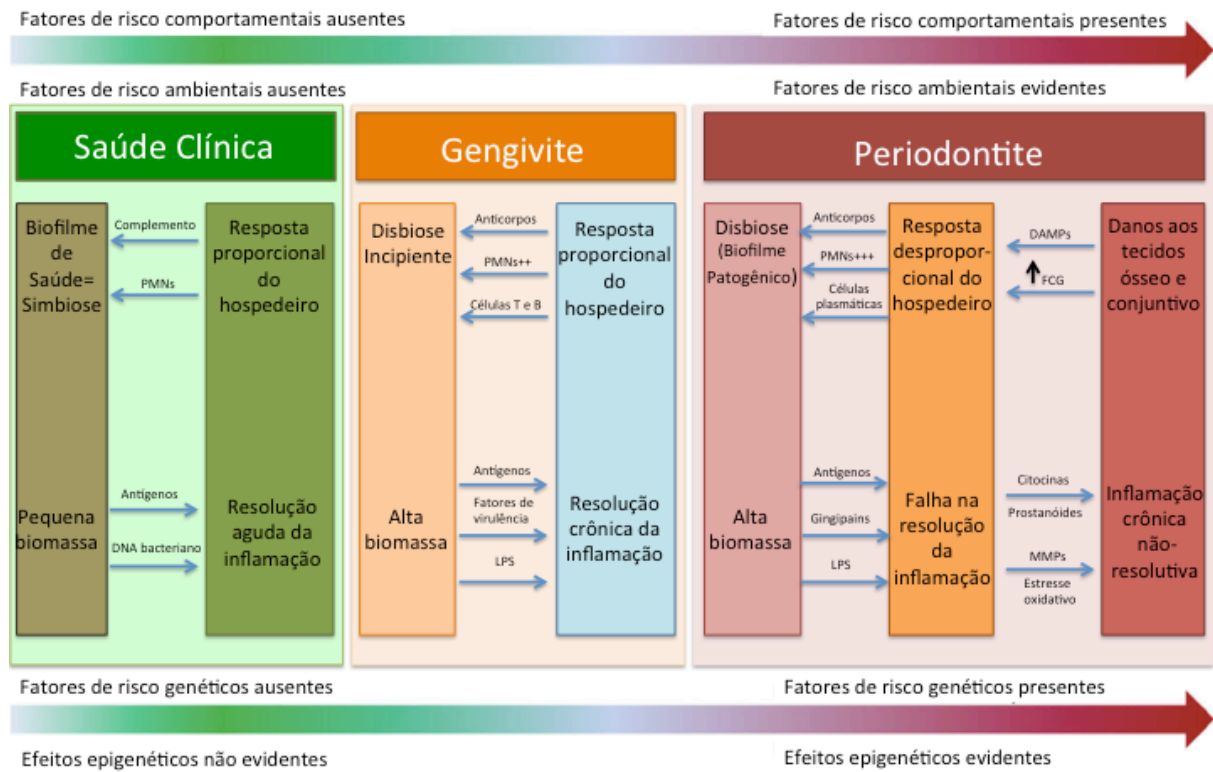 Fatores de risco comportamentais ausentes
Fatores de risco comportamentais presentes
Fatores de risco ambientais ausentes
Fatores de risco ambientais evidentes
Saúde Clínica
Biofilme
de
Saúde=
Simbiose
Pequena
biomassa
Complemento
PMNs
Antígenos
DNA bacteriano
Resposta
proporcional
do
hospedeiro
Resolução
aguda da
inflamação
Gengivite
Disbiose
Incipiente
Alta
biomassa
Anticorpos
PMNs++
Células T e B
Antígenos
Fatores de
virulência
LPS
Resposta
proporcional
do
hospedeiro
Resolução
crônica da
inflamação
Periodontite
Disbiose
(Biofilme
Patogênico)
Alta
biomassa
Anticorpos
PMNs+++
Células
plasmáticas
Antígenos
Gingipains
LPS
Resposta
despropor-
cional do
hospedeiro
Falha na
resolução
da
inflamação
DAMPs
FCG
Citocinas
Prostanóides
MMPs
Estresse
oxidativo
Danos aos
tecidos
ósseo e
conjuntivo
Inflamação
crônica
não-
resolutiva
Fatores de risco genéticos ausentes
Fatores de risco genéticos presentes
Efeitos epigenéticos não evidentes
Efeitos epigenéticos evidentes